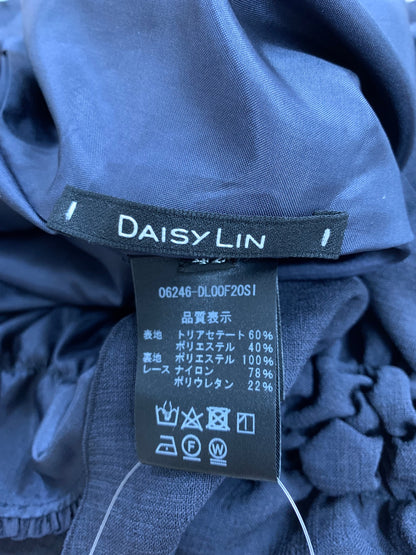 DAISY LIN
42
06246-DL00F20SI
品質表示
表地 トリアセテート 60%
ポリエステル 40%
裏地 ポリエステル 100%
レース ナイロン 78%
ポリウレタン 22%
F W